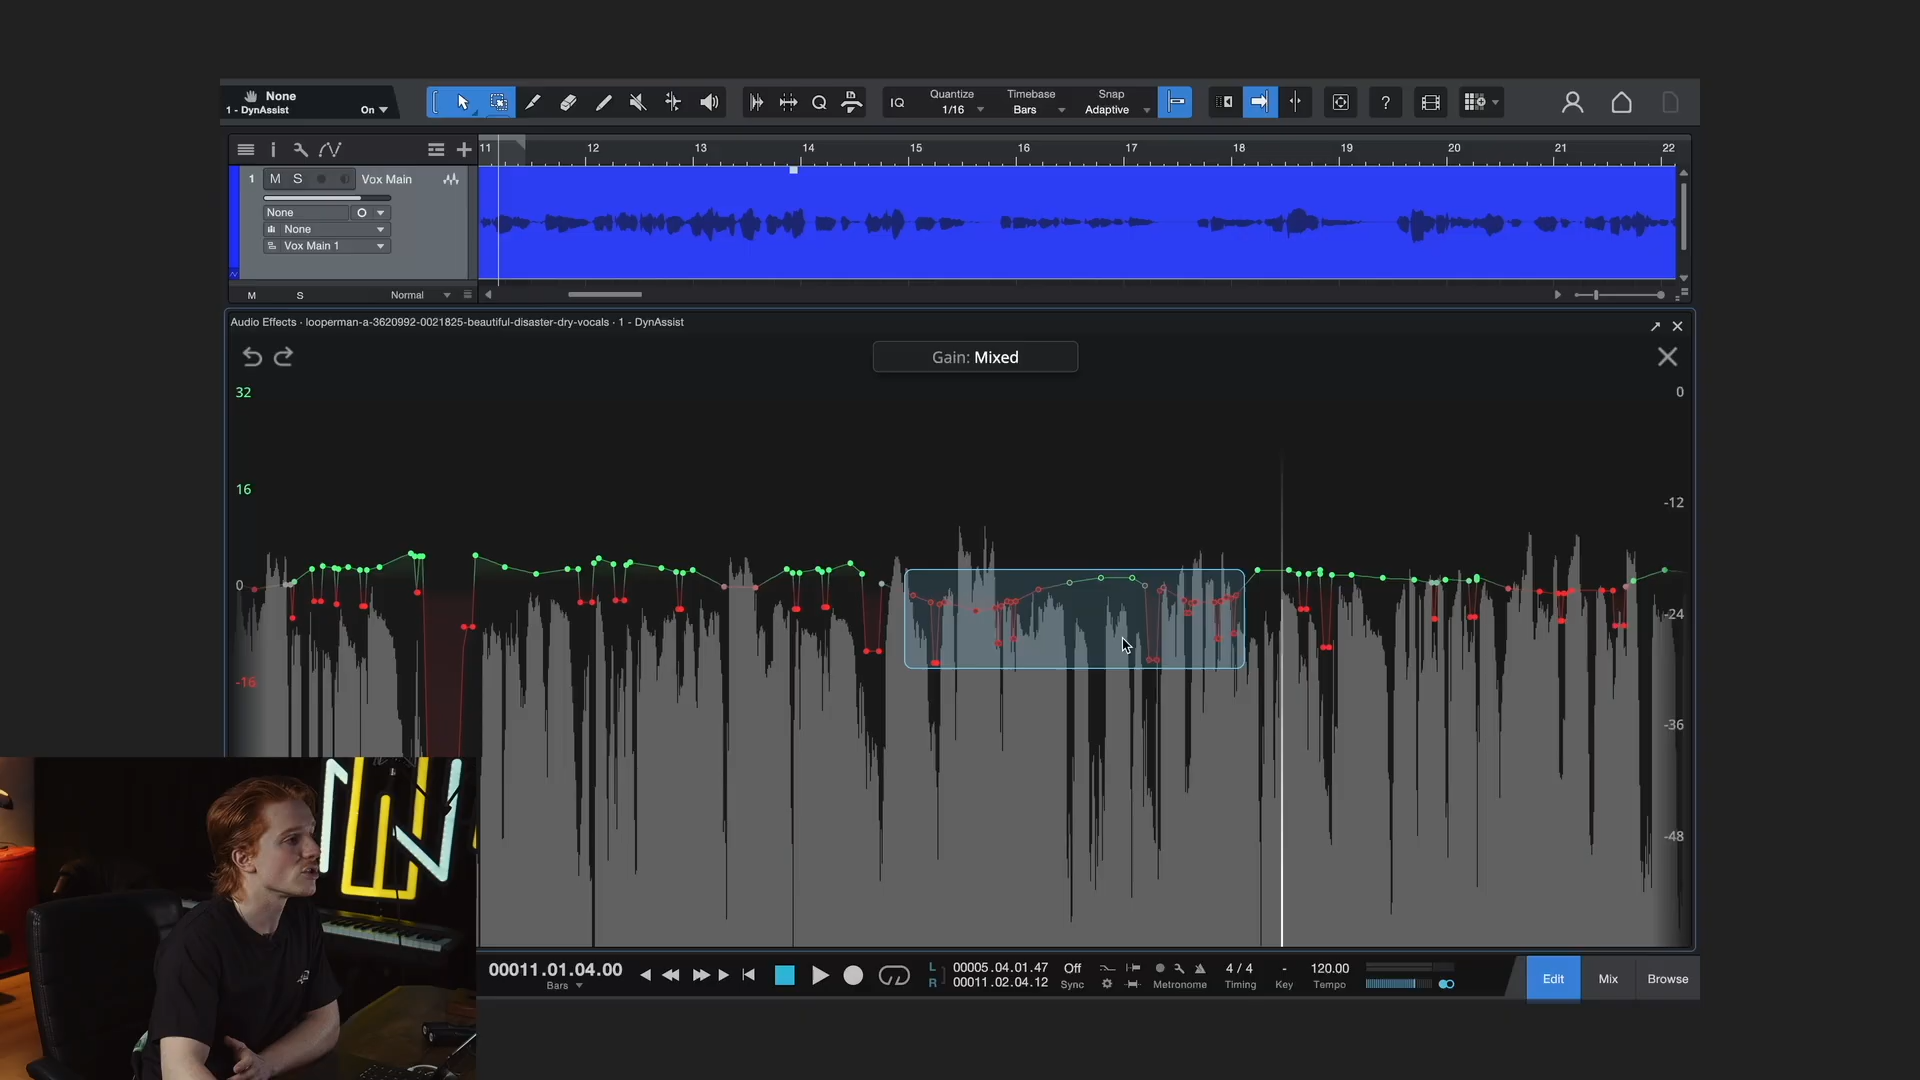 None
1 - DynAssist
On
IQ
Quantize
1/16
Timebase
Bars
Snap
Adaptive
?
11 12 13 14 15 16 17 18 19 20 21 22
1 M S Vox Main
None
None
Vox Main 1
M S Normal
Audio Effects · looperman-a-3620992-0021825-beautiful-disaster-dry-vocals · 1 - DynAssist
Gain: Mixed
32
16
0
-16
0
-12
-24
-36
-48
00011.01.04.00
Bars
L 00005.04.01.47
R 00011.02.04.12
Off
Sync
Metronome
4 / 4
Timing
-
Key
120.00
Tempo
Edit
Mix
Browse